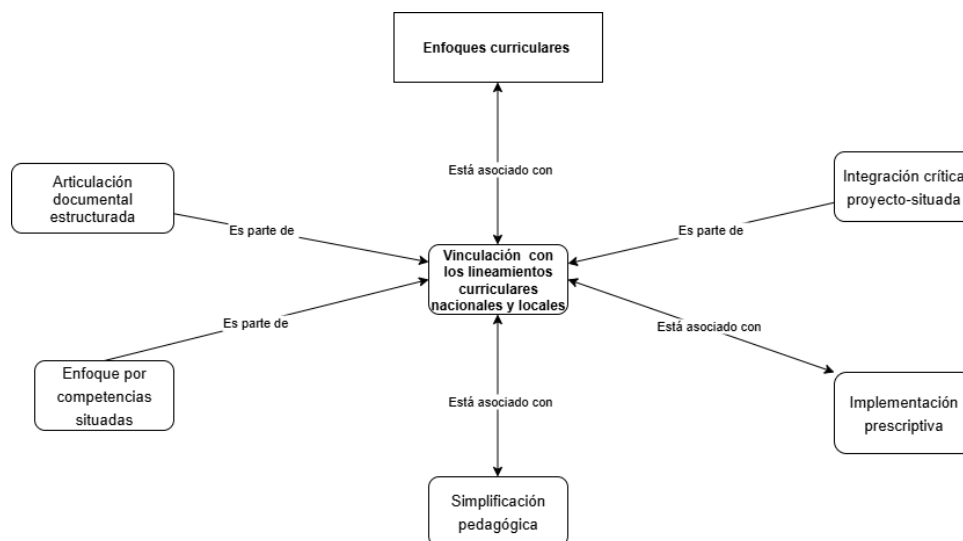 Enfoques curriculares
Está asociado con
Articulación
documental
estructurada
Integración crítica
proyecto-situada
Es parte de
Es parte de
Vinculación con
los lineamientos
curriculares
nacionales y locales
Es parte de
Está asociado con
Enfoque por
competencias
situadas
Está asociado con
Implementación
prescriptiva
Simplificación
pedagógica